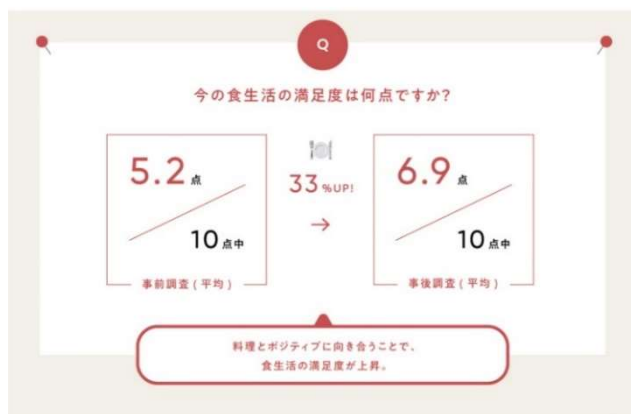 Q
今の食生活の満足度は何点ですか?
5.2点
10点中
事前調査(平均)
33%UP!
→
6.9点
10点中
事後調査(平均)
料理とポジティブに向き合うことで、
食生活の満足度が上昇。